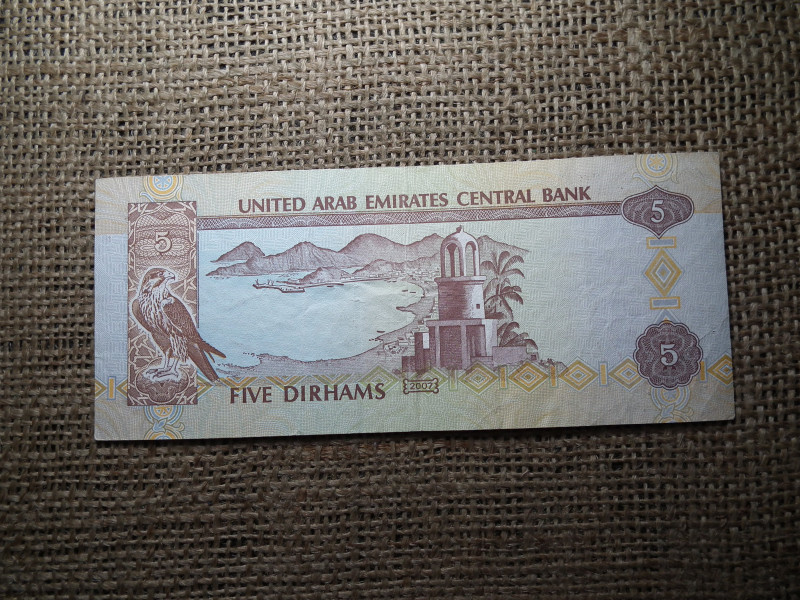 UNITED ARAB EMIRATES CENTRAL BANK
5
5
5
FIVE DIRHAMS
2007